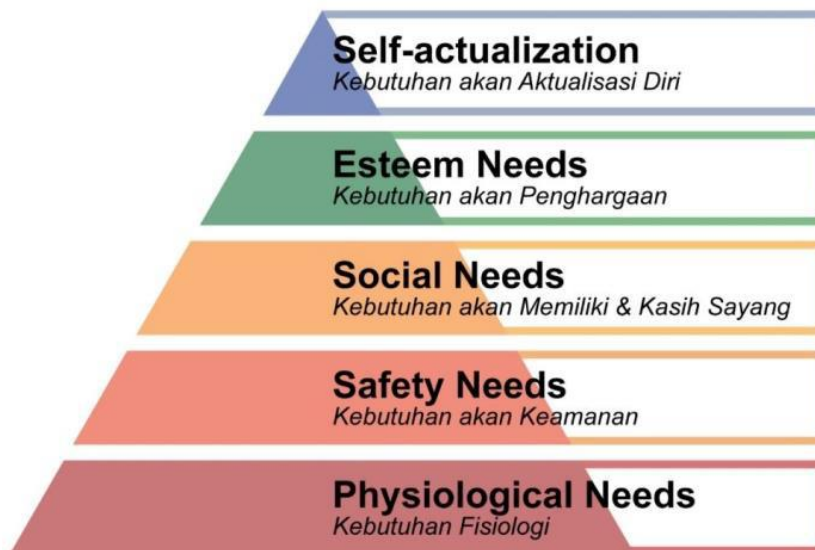 Self-actualization
Kebutuhan akan Aktualisasi Diri
Esteem Needs
Kebutuhan akan Penghargaan
Social Needs
Kebutuhan akan Memiliki & Kasih Sayang
Safety Needs
Kebutuhan akan Keamanan
Physiological Needs
Kebutuhan Fisiologi